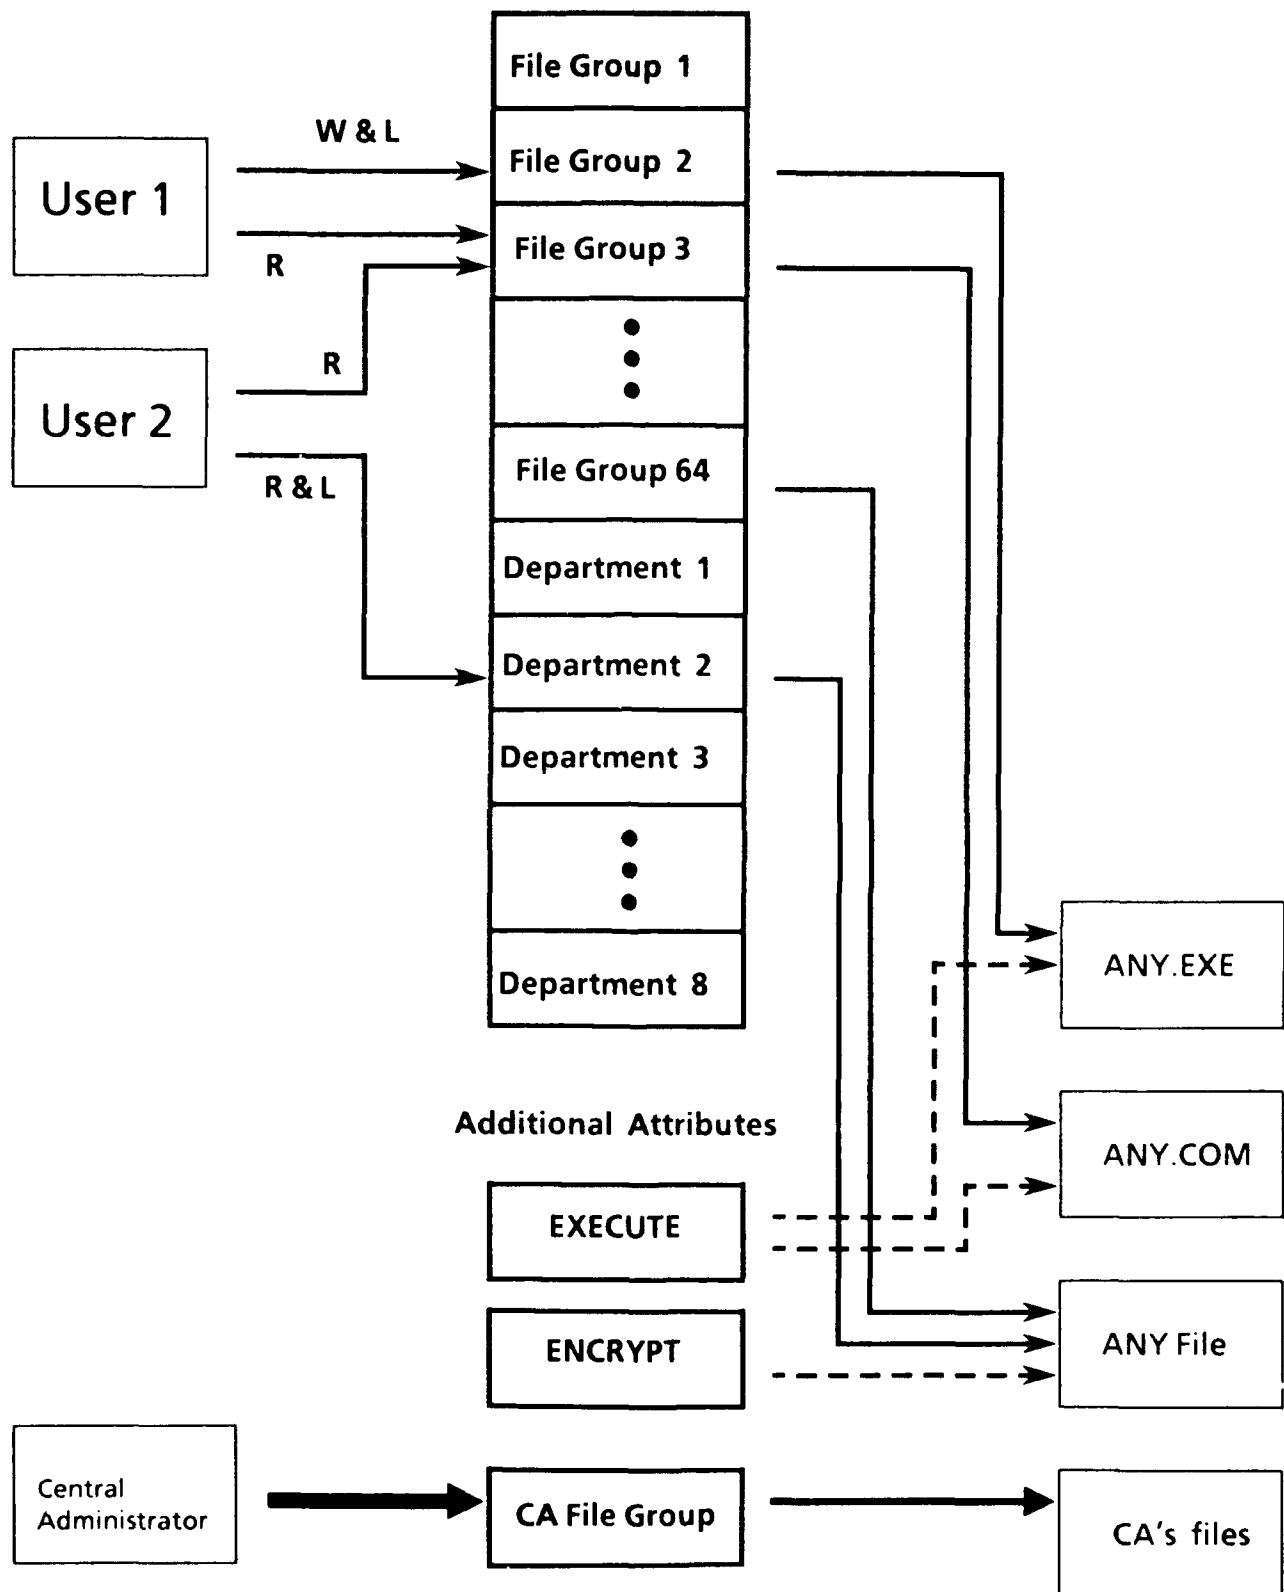 File Group 1
W & L
User 1
File Group 2
R
File Group 3
R
User 2
R & L
File Group 64
Department 1
Department 2
Department 3
Department 8
ANY.EXE
Additional Attributes
ANY.COM
EXECUTE
ENCRYPT
ANY File
Central
Administrator
CA File Group
CA's files